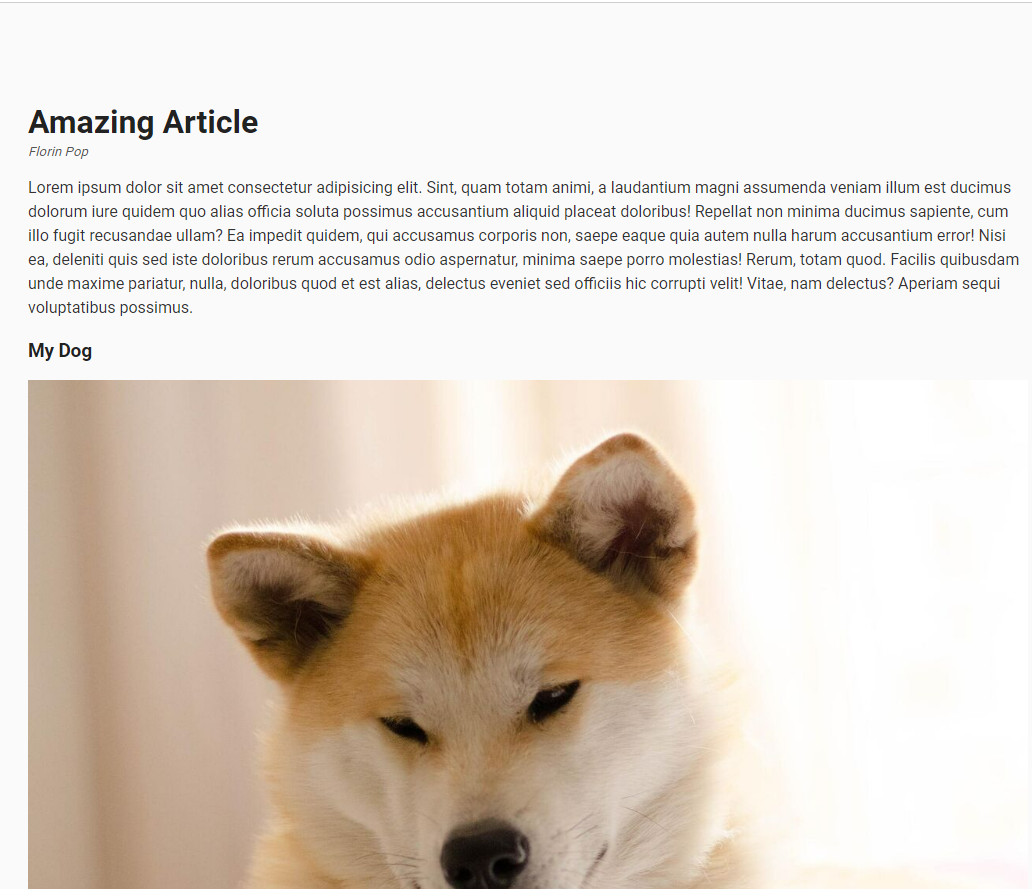 Amazing Article
Florin Pop
Lorem ipsum dolor sit amet consectetur adipisicing elit. Sint, quam totam animi, a laudantium magni assumenda veniam illum est ducimus
dolorum iure quidem quo alias officia soluta possimus accusantium aliquid placeat doloribus! Repellat non minima ducimus sapiente, cum
illo fugit recusandae ullam? Ea impedit quidem, qui accusamus corporis non, saepe eaque quia autem nulla harum accusantium error! Nisi
ea, deleniti quis sed iste doloribus rerum accusamus odio aspernatur, minima saepe porro molestias! Rerum, totam quod. Facilis quibusdam
unde maxime pariatur, nulla, doloribus quod et est alias, delectus eveniet sed officiis hic corrupti velit! Vitae, nam delectus? Aperiam sequi
voluptatibus possimus.
My Dog